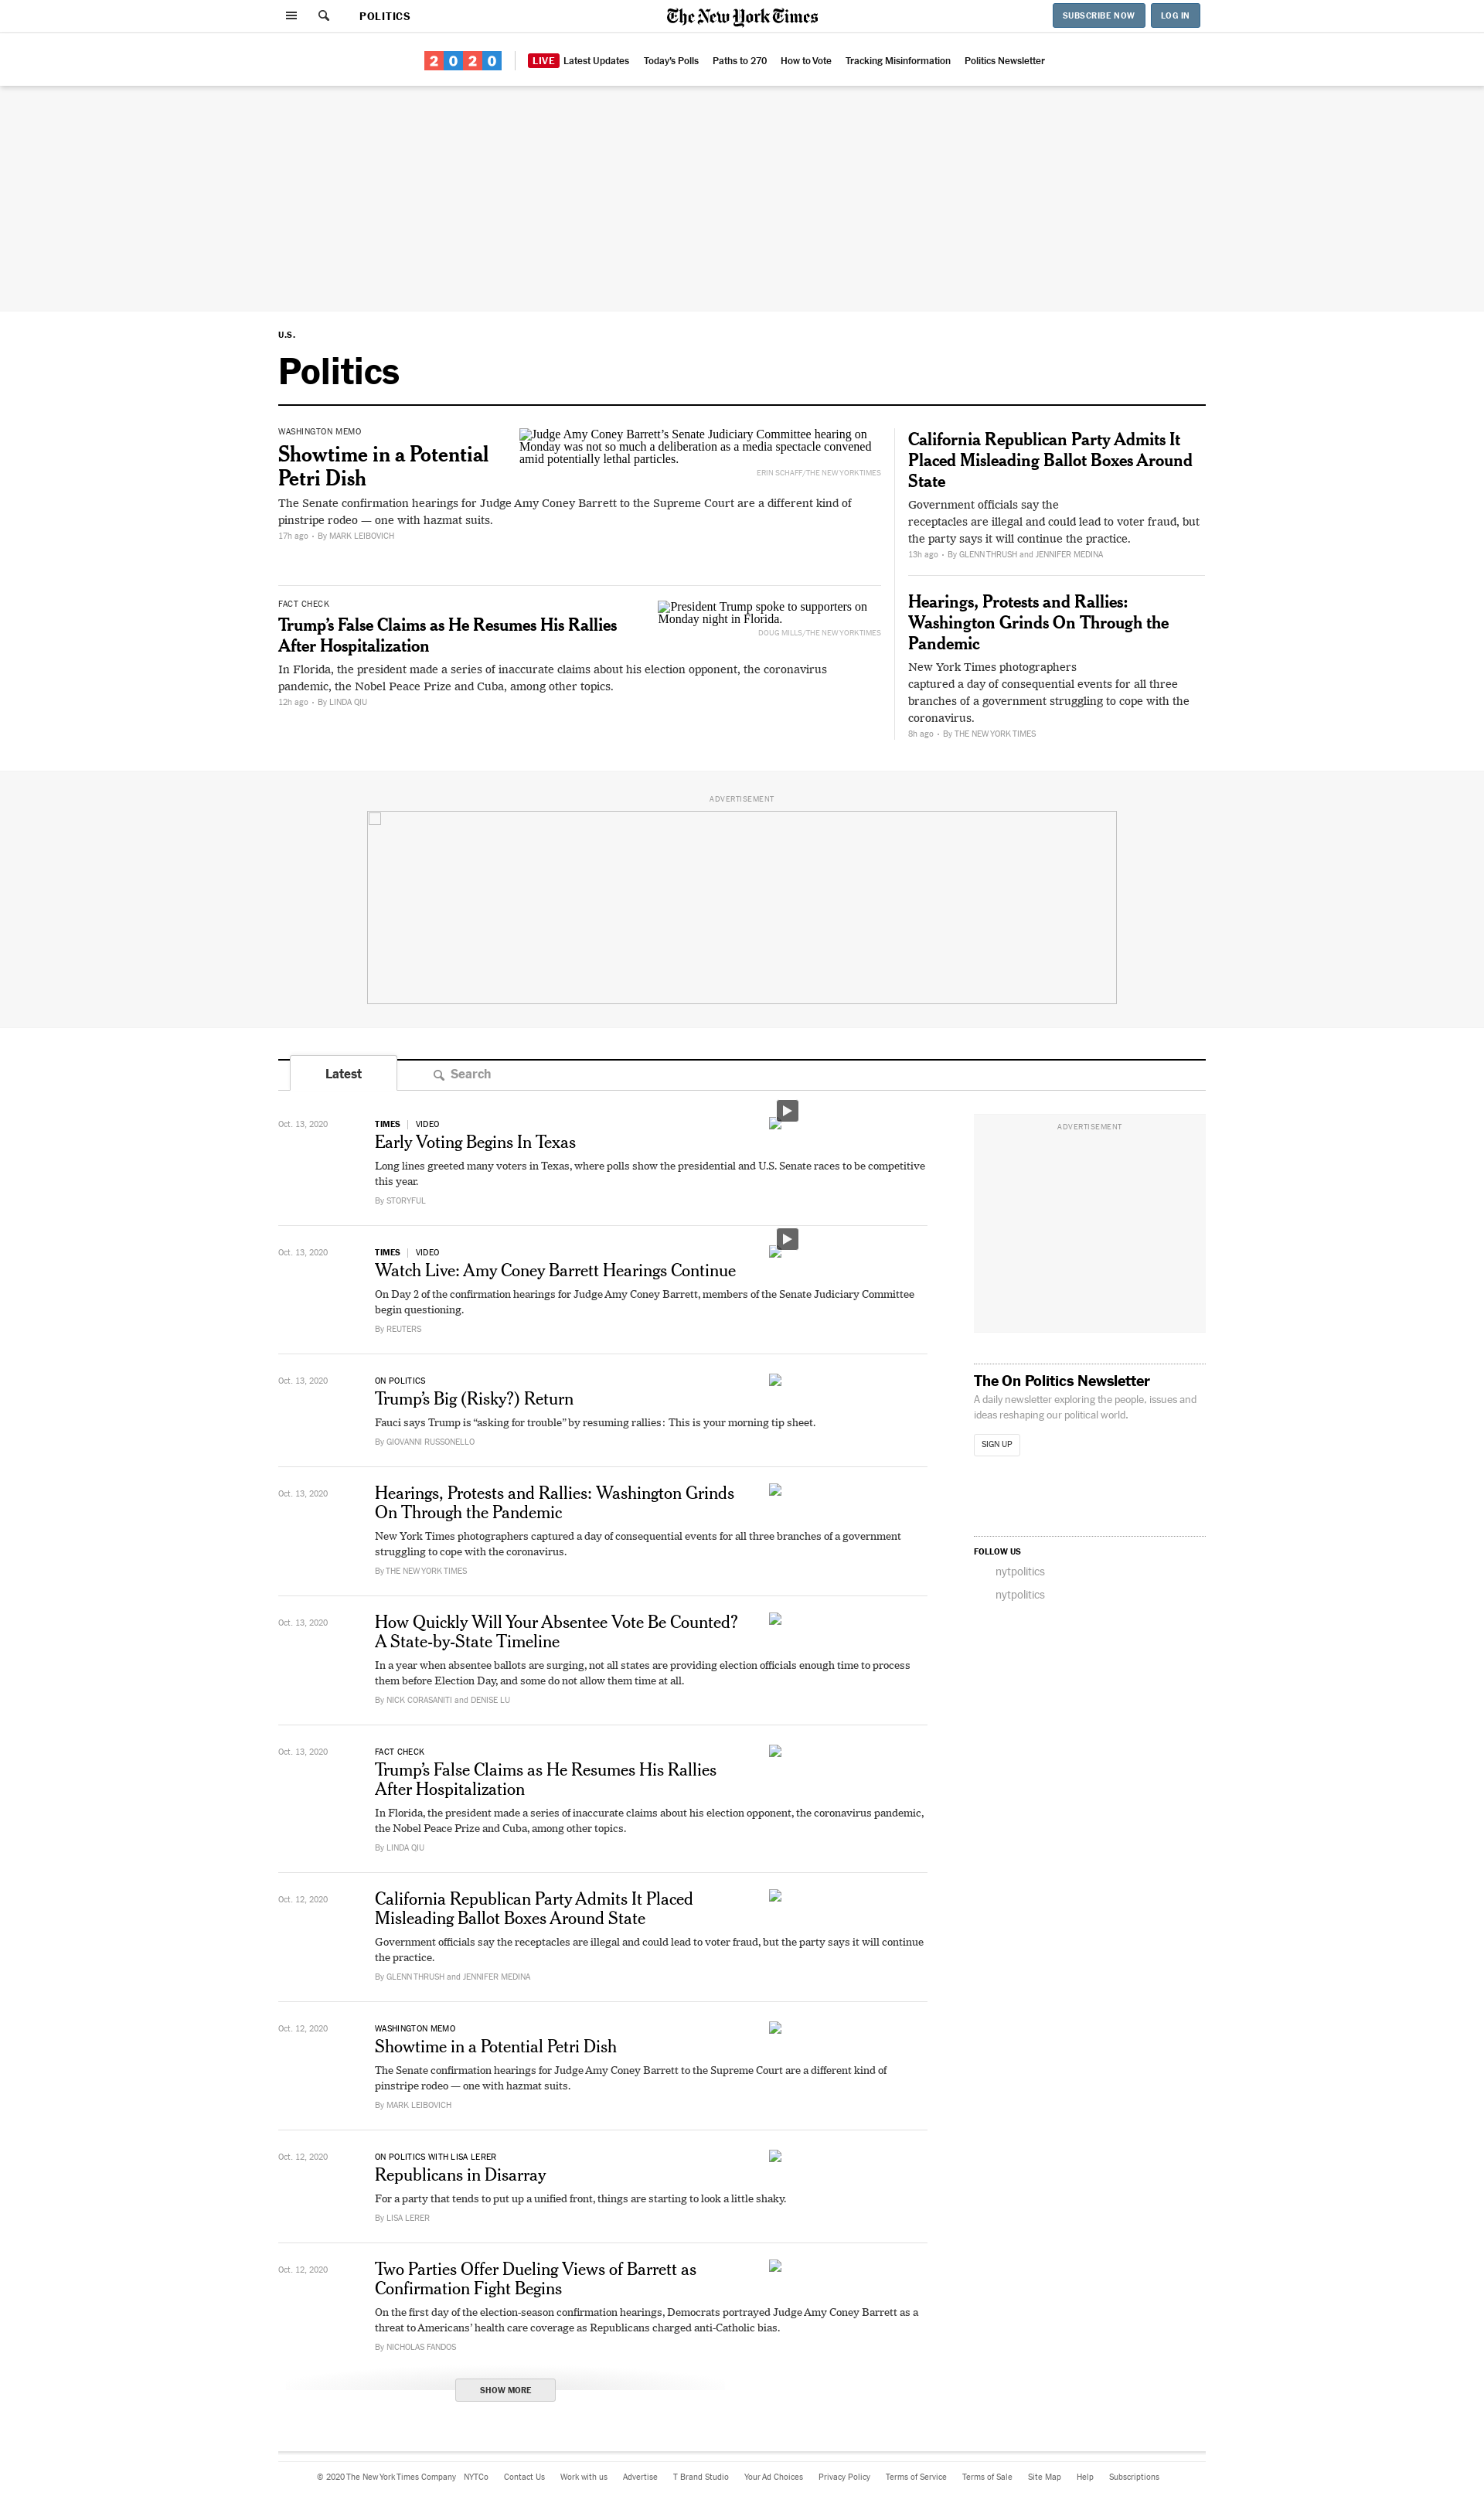 POLITICS
The New York Times
SUBSCRIBE NOW
LOG IN
2020
LIVE Latest Updates
Today's Polls
Paths to 270
How to Vote
Tracking Misinformation
Politics Newsletter
U.S.
Politics
WASHINGTON MEMO
Showtime in a Potential
Petri Dish
Judge Amy Coney Barrett’s Senate Judiciary Committee hearing on
Monday was not so much a deliberation as a media spectacle convened
amid potentially lethal particles.
ERIN SCHAFF/THE NEW YORK TIMES
The Senate confirmation hearings for Judge Amy Coney Barrett to the Supreme Court are a different kind of
pinstripe rodeo — one with hazmat suits.
17h ago • By MARK LEIBOVICH
FACT CHECK
Trump’s False Claims as He Resumes His Rallies
After Hospitalization
President Trump spoke to supporters on
Monday night in Florida.
DOUG MILLS/THE NEW YORK TIMES
In Florida, the president made a series of inaccurate claims about his election opponent, the coronavirus
pandemic, the Nobel Peace Prize and Cuba, among other topics.
12h ago • By LINDA QIU
California Republican Party Admits It
Placed Misleading Ballot Boxes Around
State
Government officials say the
receptacles are illegal and could lead to voter fraud, but
the party says it will continue the practice.
13h ago • By GLENN THRUSH and JENNIFER MEDINA
Hearings, Protests and Rallies:
Washington Grinds On Through the
Pandemic
New York Times photographers
captured a day of consequential events for all three
branches of a government struggling to cope with the
coronavirus.
8h ago • By THE NEW YORK TIMES
ADVERTISEMENT
Latest
Search
Oct. 13, 2020
TIMES | VIDEO
Early Voting Begins In Texas
Long lines greeted many voters in Texas, where polls show the presidential and U.S. Senate races to be competitive
this year.
By STORYFUL
Oct. 13, 2020
TIMES | VIDEO
Watch Live: Amy Coney Barrett Hearings Continue
On Day 2 of the confirmation hearings for Judge Amy Coney Barrett, members of the Senate Judiciary Committee
begin questioning.
By REUTERS
Oct. 13, 2020
ON POLITICS
Trump’s Big (Risky?) Return
Fauci says Trump is “asking for trouble” by resuming rallies: This is your morning tip sheet.
By GIOVANNI RUSSONELLO
Oct. 13, 2020
Hearings, Protests and Rallies: Washington Grinds
On Through the Pandemic
New York Times photographers captured a day of consequential events for all three branches of a government
struggling to cope with the coronavirus.
By THE NEW YORK TIMES
Oct. 13, 2020
How Quickly Will Your Absentee Vote Be Counted?
A State-by-State Timeline
In a year when absentee ballots are surging, not all states are providing election officials enough time to process
them before Election Day, and some do not allow them time at all.
By NICK CORASANITI and DENISE LU
Oct. 13, 2020
FACT CHECK
Trump’s False Claims as He Resumes His Rallies
After Hospitalization
In Florida, the president made a series of inaccurate claims about his election opponent, the coronavirus pandemic,
the Nobel Peace Prize and Cuba, among other topics.
By LINDA QIU
Oct. 12, 2020
California Republican Party Admits It Placed
Misleading Ballot Boxes Around State
Government officials say the receptacles are illegal and could lead to voter fraud, but the party says it will continue
the practice.
By GLENN THRUSH and JENNIFER MEDINA
Oct. 12, 2020
WASHINGTON MEMO
Showtime in a Potential Petri Dish
The Senate confirmation hearings for Judge Amy Coney Barrett to the Supreme Court are a different kind of
pinstripe rodeo — one with hazmat suits.
By MARK LEIBOVICH
Oct. 12, 2020
ON POLITICS WITH LISA LERER
Republicans in Disarray
For a party that tends to put up a unified front, things are starting to look a little shaky.
By LISA LERER
Oct. 12, 2020
Two Parties Offer Dueling Views of Barrett as
Confirmation Fight Begins
On the first day of the election-season confirmation hearings, Democrats portrayed Judge Amy Coney Barrett as a
threat to Americans’ health care coverage as Republicans charged anti-Catholic bias.
By NICHOLAS FANDOS
SHOW MORE
ADVERTISEMENT
The On Politics Newsletter
A daily newsletter exploring the people, issues and
ideas reshaping our political world.
SIGN UP
FOLLOW US
nytpolitics
nytpolitics
© 2020 The New York Times Company
NYTCo
Contact Us
Work with us
Advertise
T Brand Studio
Your Ad Choices
Privacy Policy
Terms of Service
Terms of Sale
Site Map
Help
Subscriptions